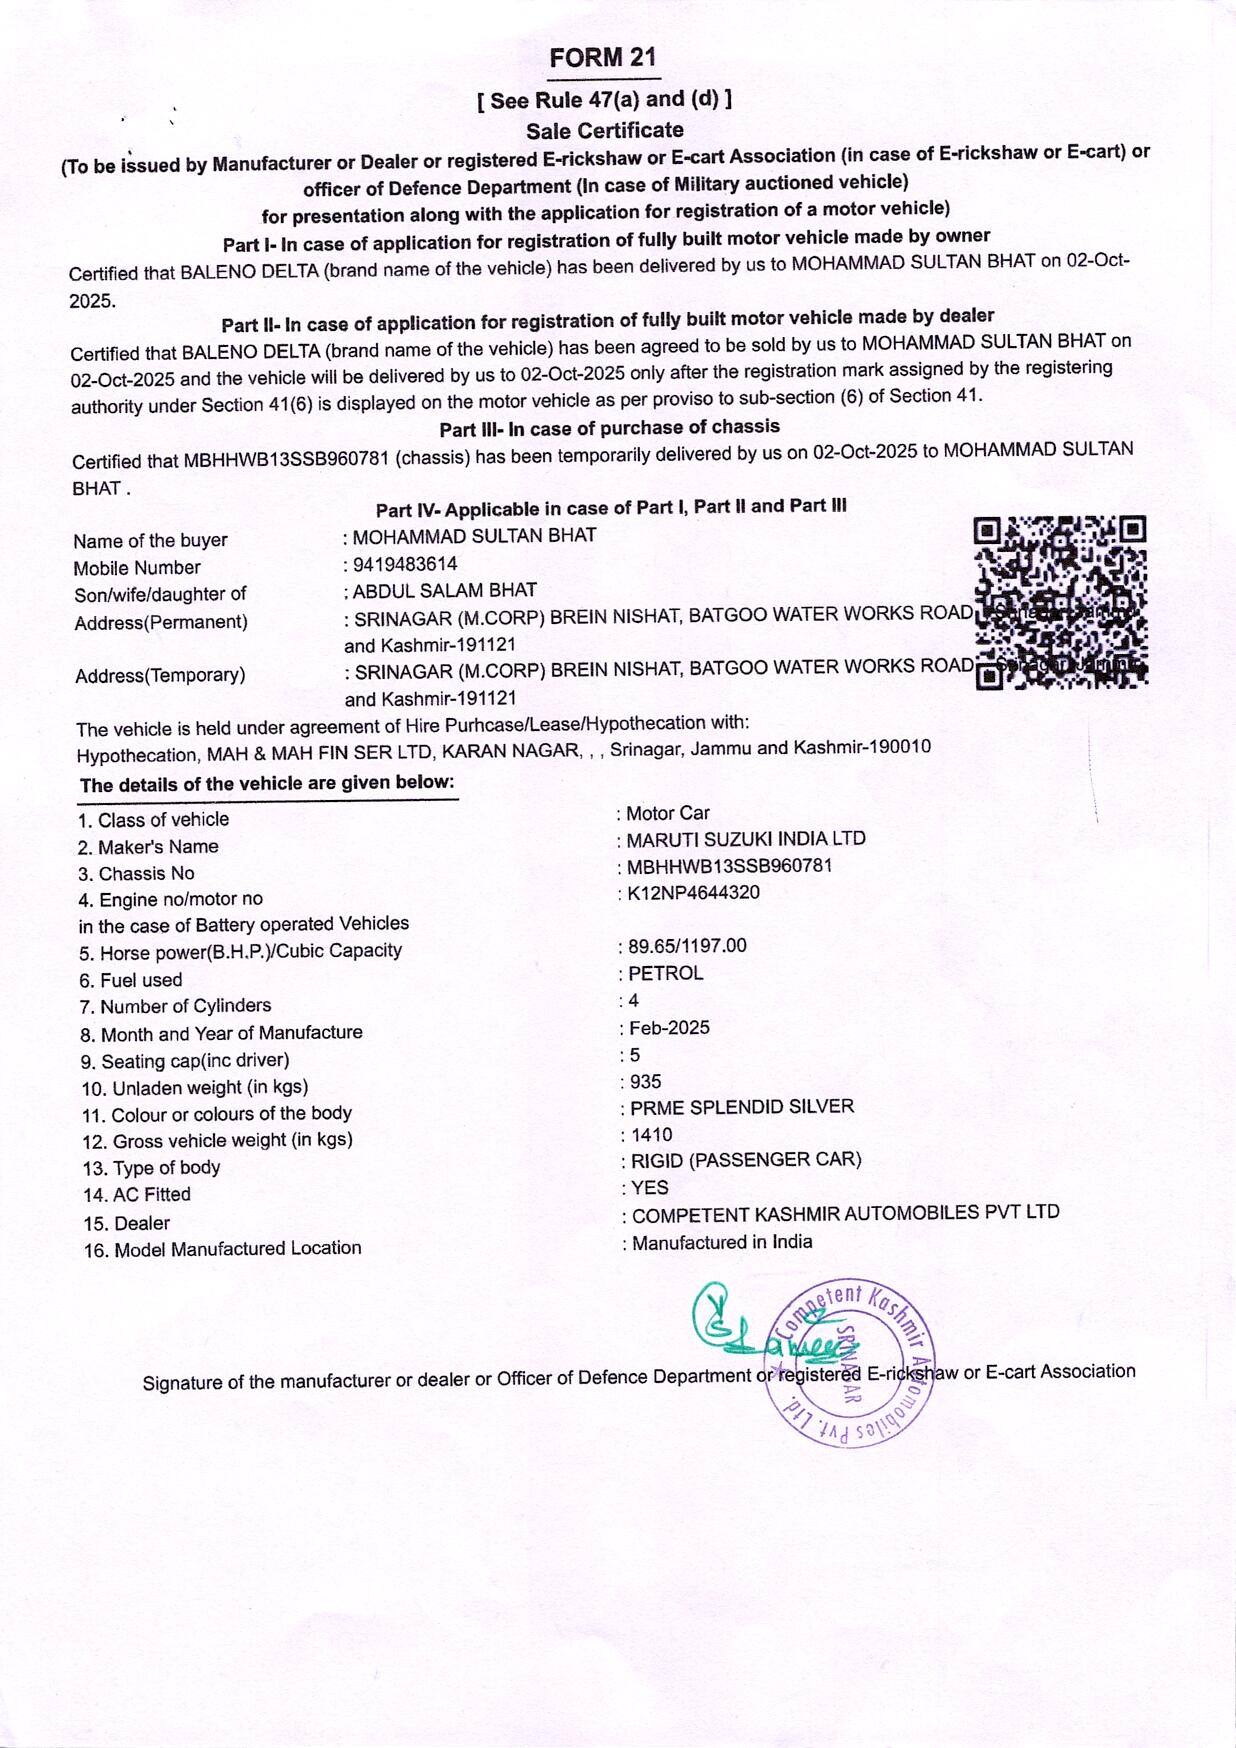 FORM 21
[ See Rule 47(a) and (d) ]
Sale Certificate
(To be issued by Manufacturer or Dealer or registered E-rickshaw or E-cart Association (in case of E-rickshaw or E-cart) or
officer of Defence Department (In case of Military auctioned vehicle)
for presentation along with the application for registration of a motor vehicle)
Part I- In case of application for registration of fully built motor vehicle made by owner
Certified that BALENO DELTA (brand name of the vehicle) has been delivered by us to MOHAMMAD SULTAN BHAT on 02-Oct-
2025.
Part II- In case of application for registration of fully built motor vehicle made by dealer
Certified that BALENO DELTA (brand name of the vehicle) has been agreed to be sold by us to MOHAMMAD SULTAN BHAT on
02-Oct-2025 and the vehicle will be delivered by us to 02-Oct-2025 only after the registration mark assigned by the registering
authority under Section 41(6) is displayed on the motor vehicle as per proviso to sub-section (6) of Section 41.
Part III- In case of purchase of chassis
Certified that MBHHWB13SSB960781 (chassis) has been temporarily delivered by us on 02-Oct-2025 to MOHAMMAD SULTAN
BHAT .
Part IV- Applicable in case of Part I, Part II and Part III
Name of the buyer : MOHAMMAD SULTAN BHAT
Mobile Number : 9419483614
Son/wife/daughter of : ABDUL SALAM BHAT
Address(Permanent) : SRINAGAR (M.CORP) BREIN NISHAT, BATGOO WATER WORKS ROAD, Srinagar, Jammu
and Kashmir-191121
Address(Temporary) : SRINAGAR (M.CORP) BREIN NISHAT, BATGOO WATER WORKS ROAD, Srinagar, Jammu
and Kashmir-191121
The vehicle is held under agreement of Hire Purhcase/Lease/Hypothecation with:
Hypothecation, MAH & MAH FIN SER LTD, KARAN NAGAR, , , Srinagar, Jammu and Kashmir-190010
The details of the vehicle are given below:
1. Class of vehicle : Motor Car
2. Maker's Name : MARUTI SUZUKI INDIA LTD
3. Chassis No : MBHHWB13SSB960781
4. Engine no/motor no : K12NP4644320
in the case of Battery operated Vehicles
5. Horse power(B.H.P.)/Cubic Capacity : 89.65/1197.00
6. Fuel used : PETROL
7. Number of Cylinders : 4
8. Month and Year of Manufacture : Feb-2025
9. Seating cap(inc driver) : 5
10. Unladen weight (in kgs) : 935
11. Colour or colours of the body : PRME SPLENDID SILVER
12. Gross vehicle weight (in kgs) : 1410
13. Type of body : RIGID (PASSENGER CAR)
14. AC Fitted : YES
15. Dealer : COMPETENT KASHMIR AUTOMOBILES PVT LTD
16. Model Manufactured Location : Manufactured in India
Competent Kashmir Automobiles Pvt. Ltd.
SRINAGAR
Signature of the manufacturer or dealer or Officer of Defence Department or registered E-rickshaw or E-cart Association